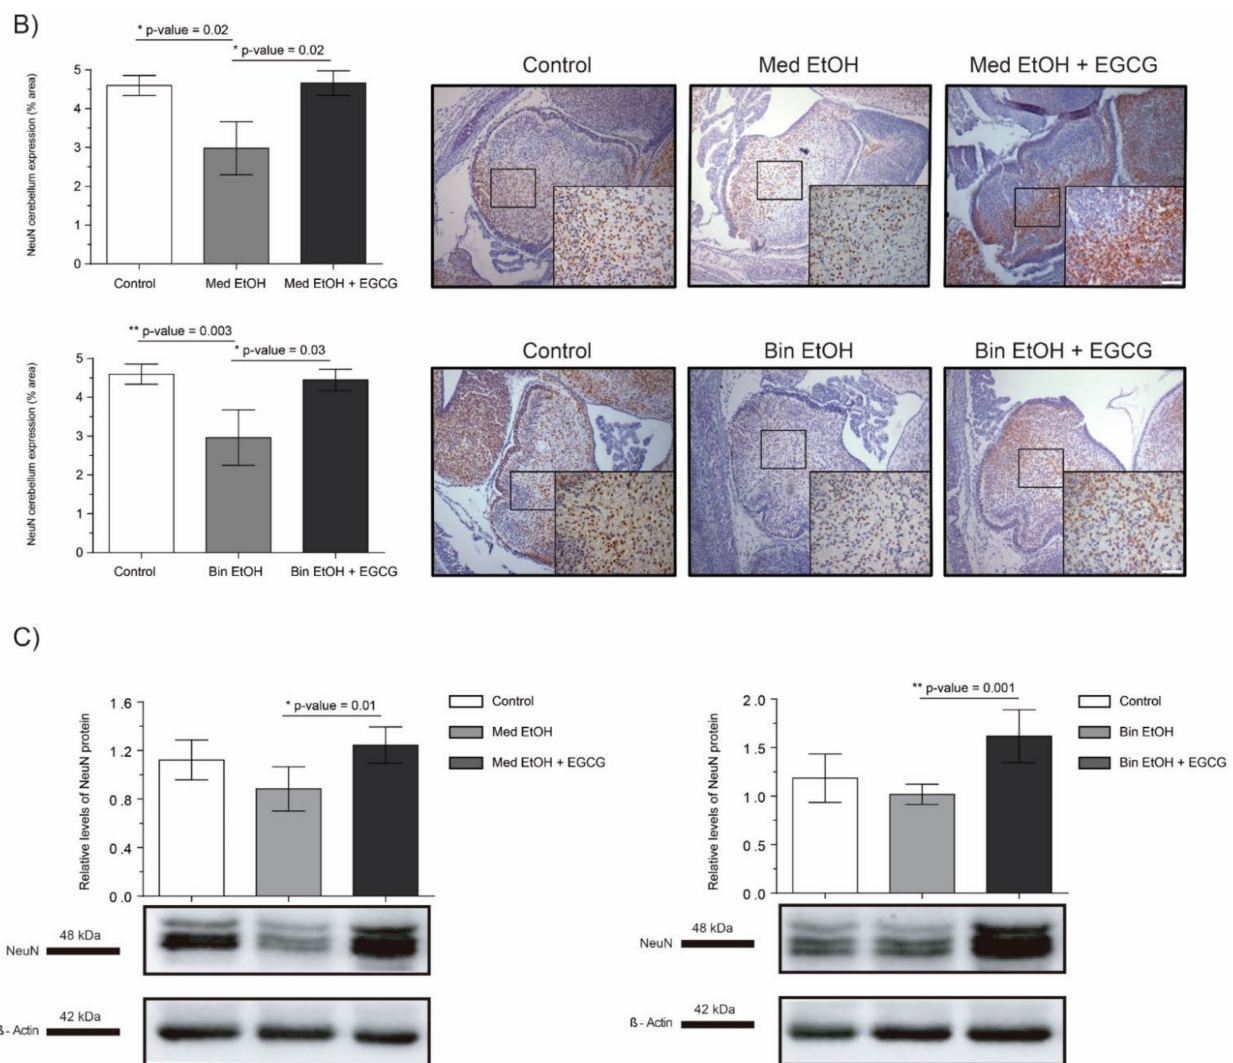 B)
* p-value = 0.02
* p-value = 0.02
NeuN cerebellum expression (% area)
5
4
3
2
1
0
Control
Med EtOH
Med EtOH + EGCG
Control
Med EtOH
Med EtOH + EGCG
100 µm
** p-value = 0.003
* p-value = 0.03
NeuN cerebellum expression (% area)
5
4
3
2
1
0
Control
Bin EtOH
Bin EtOH + EGCG
Control
Bin EtOH
Bin EtOH + EGCG
C)
* p-value = 0.01
Relative levels of NeuN protein
1.6
1.2
0.8
0.4
0.0
Control
Med EtOH
Med EtOH + EGCG
NeuN
48 kDa
ß- Actin
42 kDa
** p-value = 0.001
Relative levels of NeuN protein
2.0
1.5
1.0
0.5
0.0
Control
Bin EtOH
Bin EtOH + EGCG
NeuN
48 kDa
ß- Actin
42 kDa